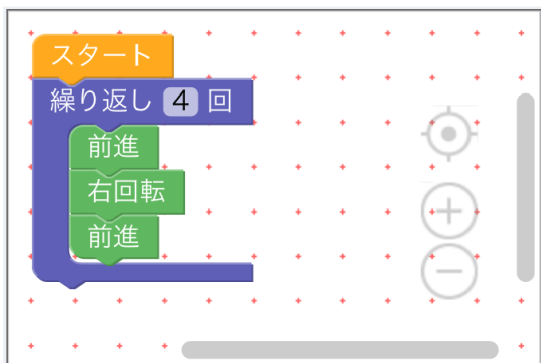 スタート
繰り返し 4 回
前進
右回転
前進